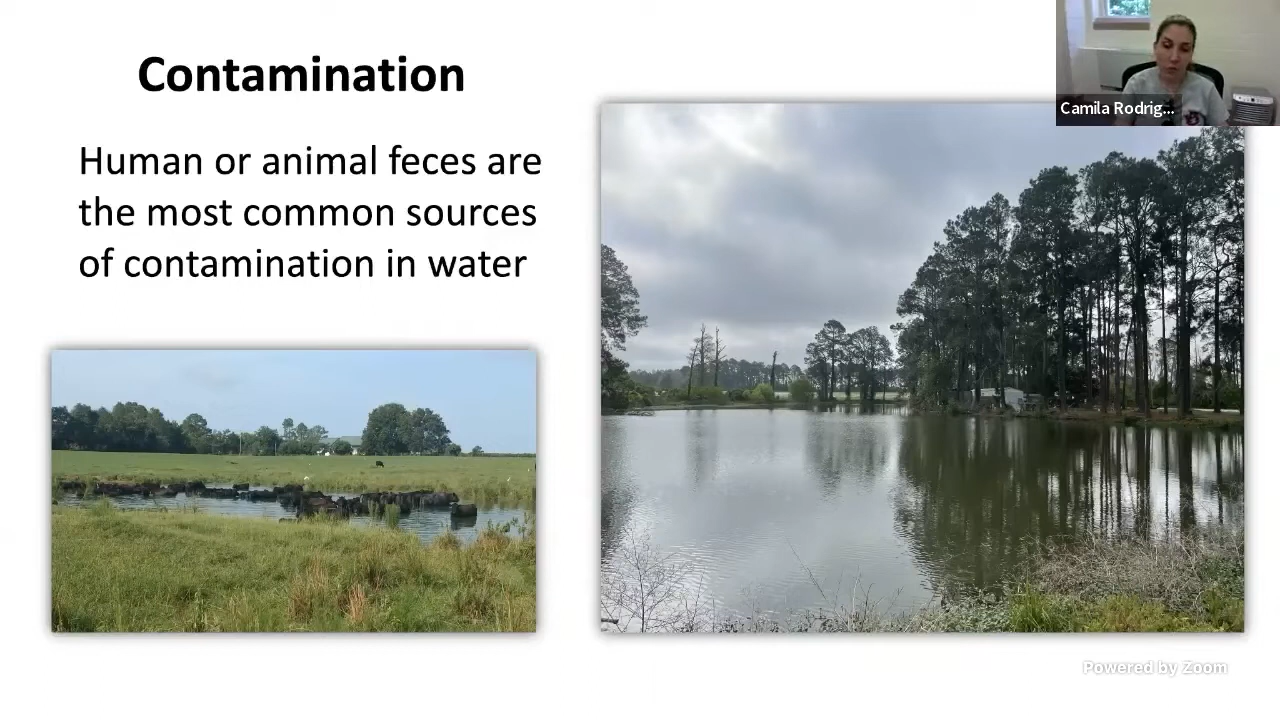 Contamination
Human or animal feces are
the most common sources
of contamination in water
Camila Rodrig...
Powered by Zoom